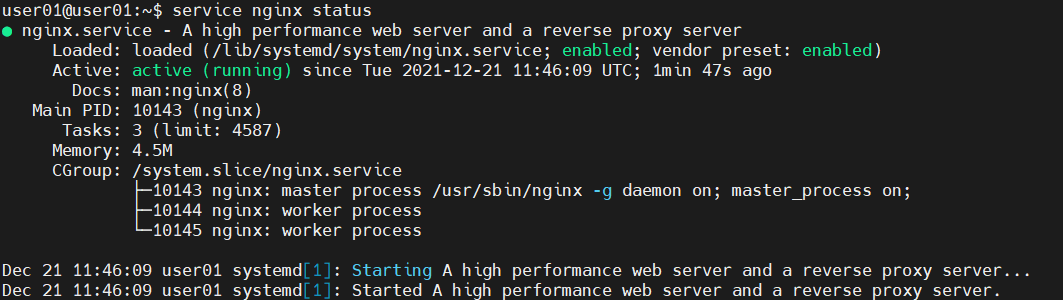 user01@user01:~$ service nginx status
● nginx.service - A high performance web server and a reverse proxy server
     Loaded: loaded (/lib/systemd/system/nginx.service; enabled; vendor preset: enabled)
     Active: active (running) since Tue 2021-12-21 11:46:09 UTC; 1min 47s ago
       Docs: man:nginx(8)
   Main PID: 10143 (nginx)
      Tasks: 3 (limit: 4587)
     Memory: 4.5M
     CGroup: /system.slice/nginx.service
             ├─10143 nginx: master process /usr/sbin/nginx -g daemon on; master_process on;
             ├─10144 nginx: worker process
             └─10145 nginx: worker process

Dec 21 11:46:09 user01 systemd[1]: Starting A high performance web server and a reverse proxy server...
Dec 21 11:46:09 user01 systemd[1]: Started A high performance web server and a reverse proxy server.